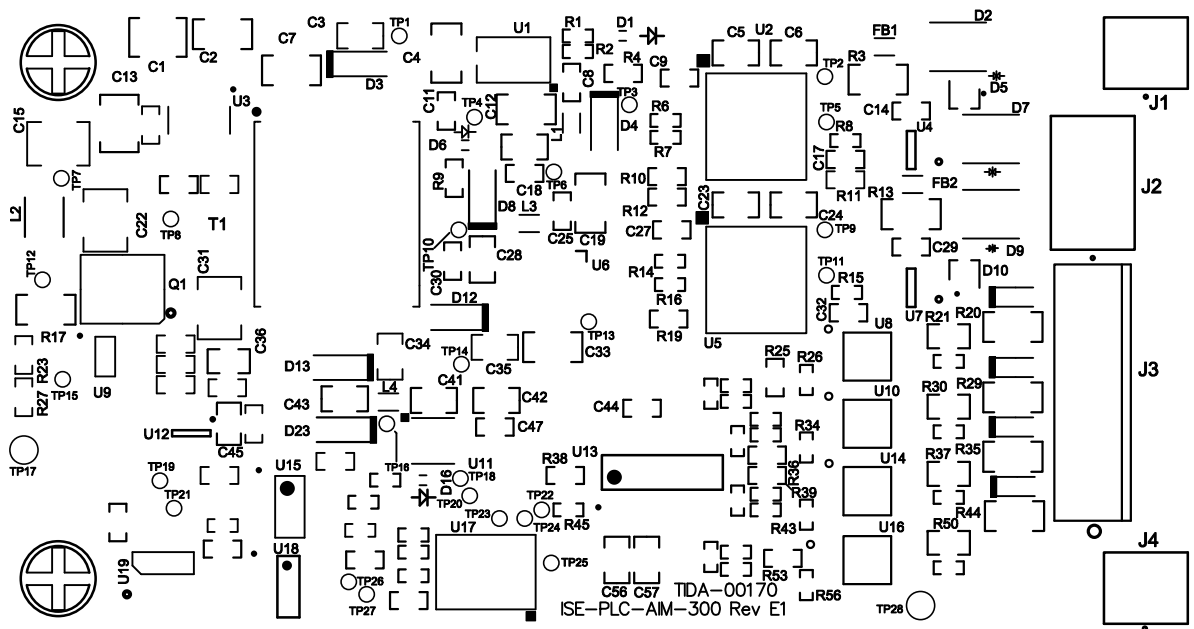 C1
C2
C3
C7
TP1
C4
U1
R1
D1
R2
R4
C8
C9
C5
U2
C6
FB1
D2
TP2
R3
J1
C13
U3
D3
C11
TP4
C12
TP3
D4
R6
R7
TP5
C14
D5
D7
R8
U4
C15
D6
L1
C17
J2
TP7
R9
C18
TP6
R10
R11
R13
FB2
L2
C22
TP8
T1
D8
L3
R12
C23
C24
TP10
C25
C19
C27
TP9
C29
D9
TP12
C31
C30
C28
U6
R14
TP11
R15
D10
Q1
R16
D12
C32
U7
R17
TP13
R19
U5
U8
R21
R20
C36
C34
TP14
C35
C33
R23
U9
D13
R25
R26
J3
R27
TP15
L4
C41
U10
R30
R29
C43
C42
C44
U12
C45
D23
C47
R34
TP17
TP16
U11
U13
U14
R37
R35
TP19
U15
D16
TP18
R38
R36
TP21
TP20
TP22
R39
TP23
TP24
R45
R43
U16
R50
R44
U17
U19
U18
TP25
R53
J4
TP26
TP27
C56
C57
R56
TP28
TIDA-00170
ISE-PLC-AIM-300 Rev E1